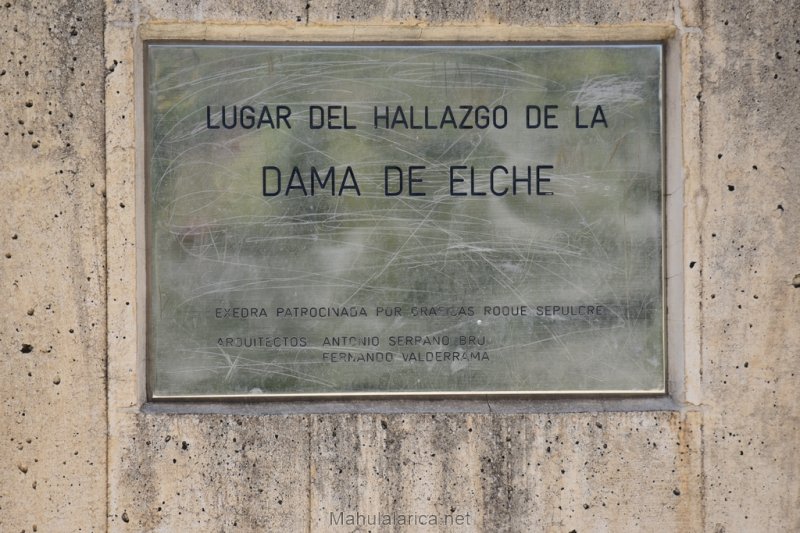 LUGAR DEL HALLAZGO DE LA
DAMA DE ELCHE
EXEDRA PATROCINADA POR GRAFICAS ROQUE SEPULCRE
ARQUITECTOS ANTONIO SERRANO BRU
FERNANDO VALDERRAMA
Mahulalarica.net